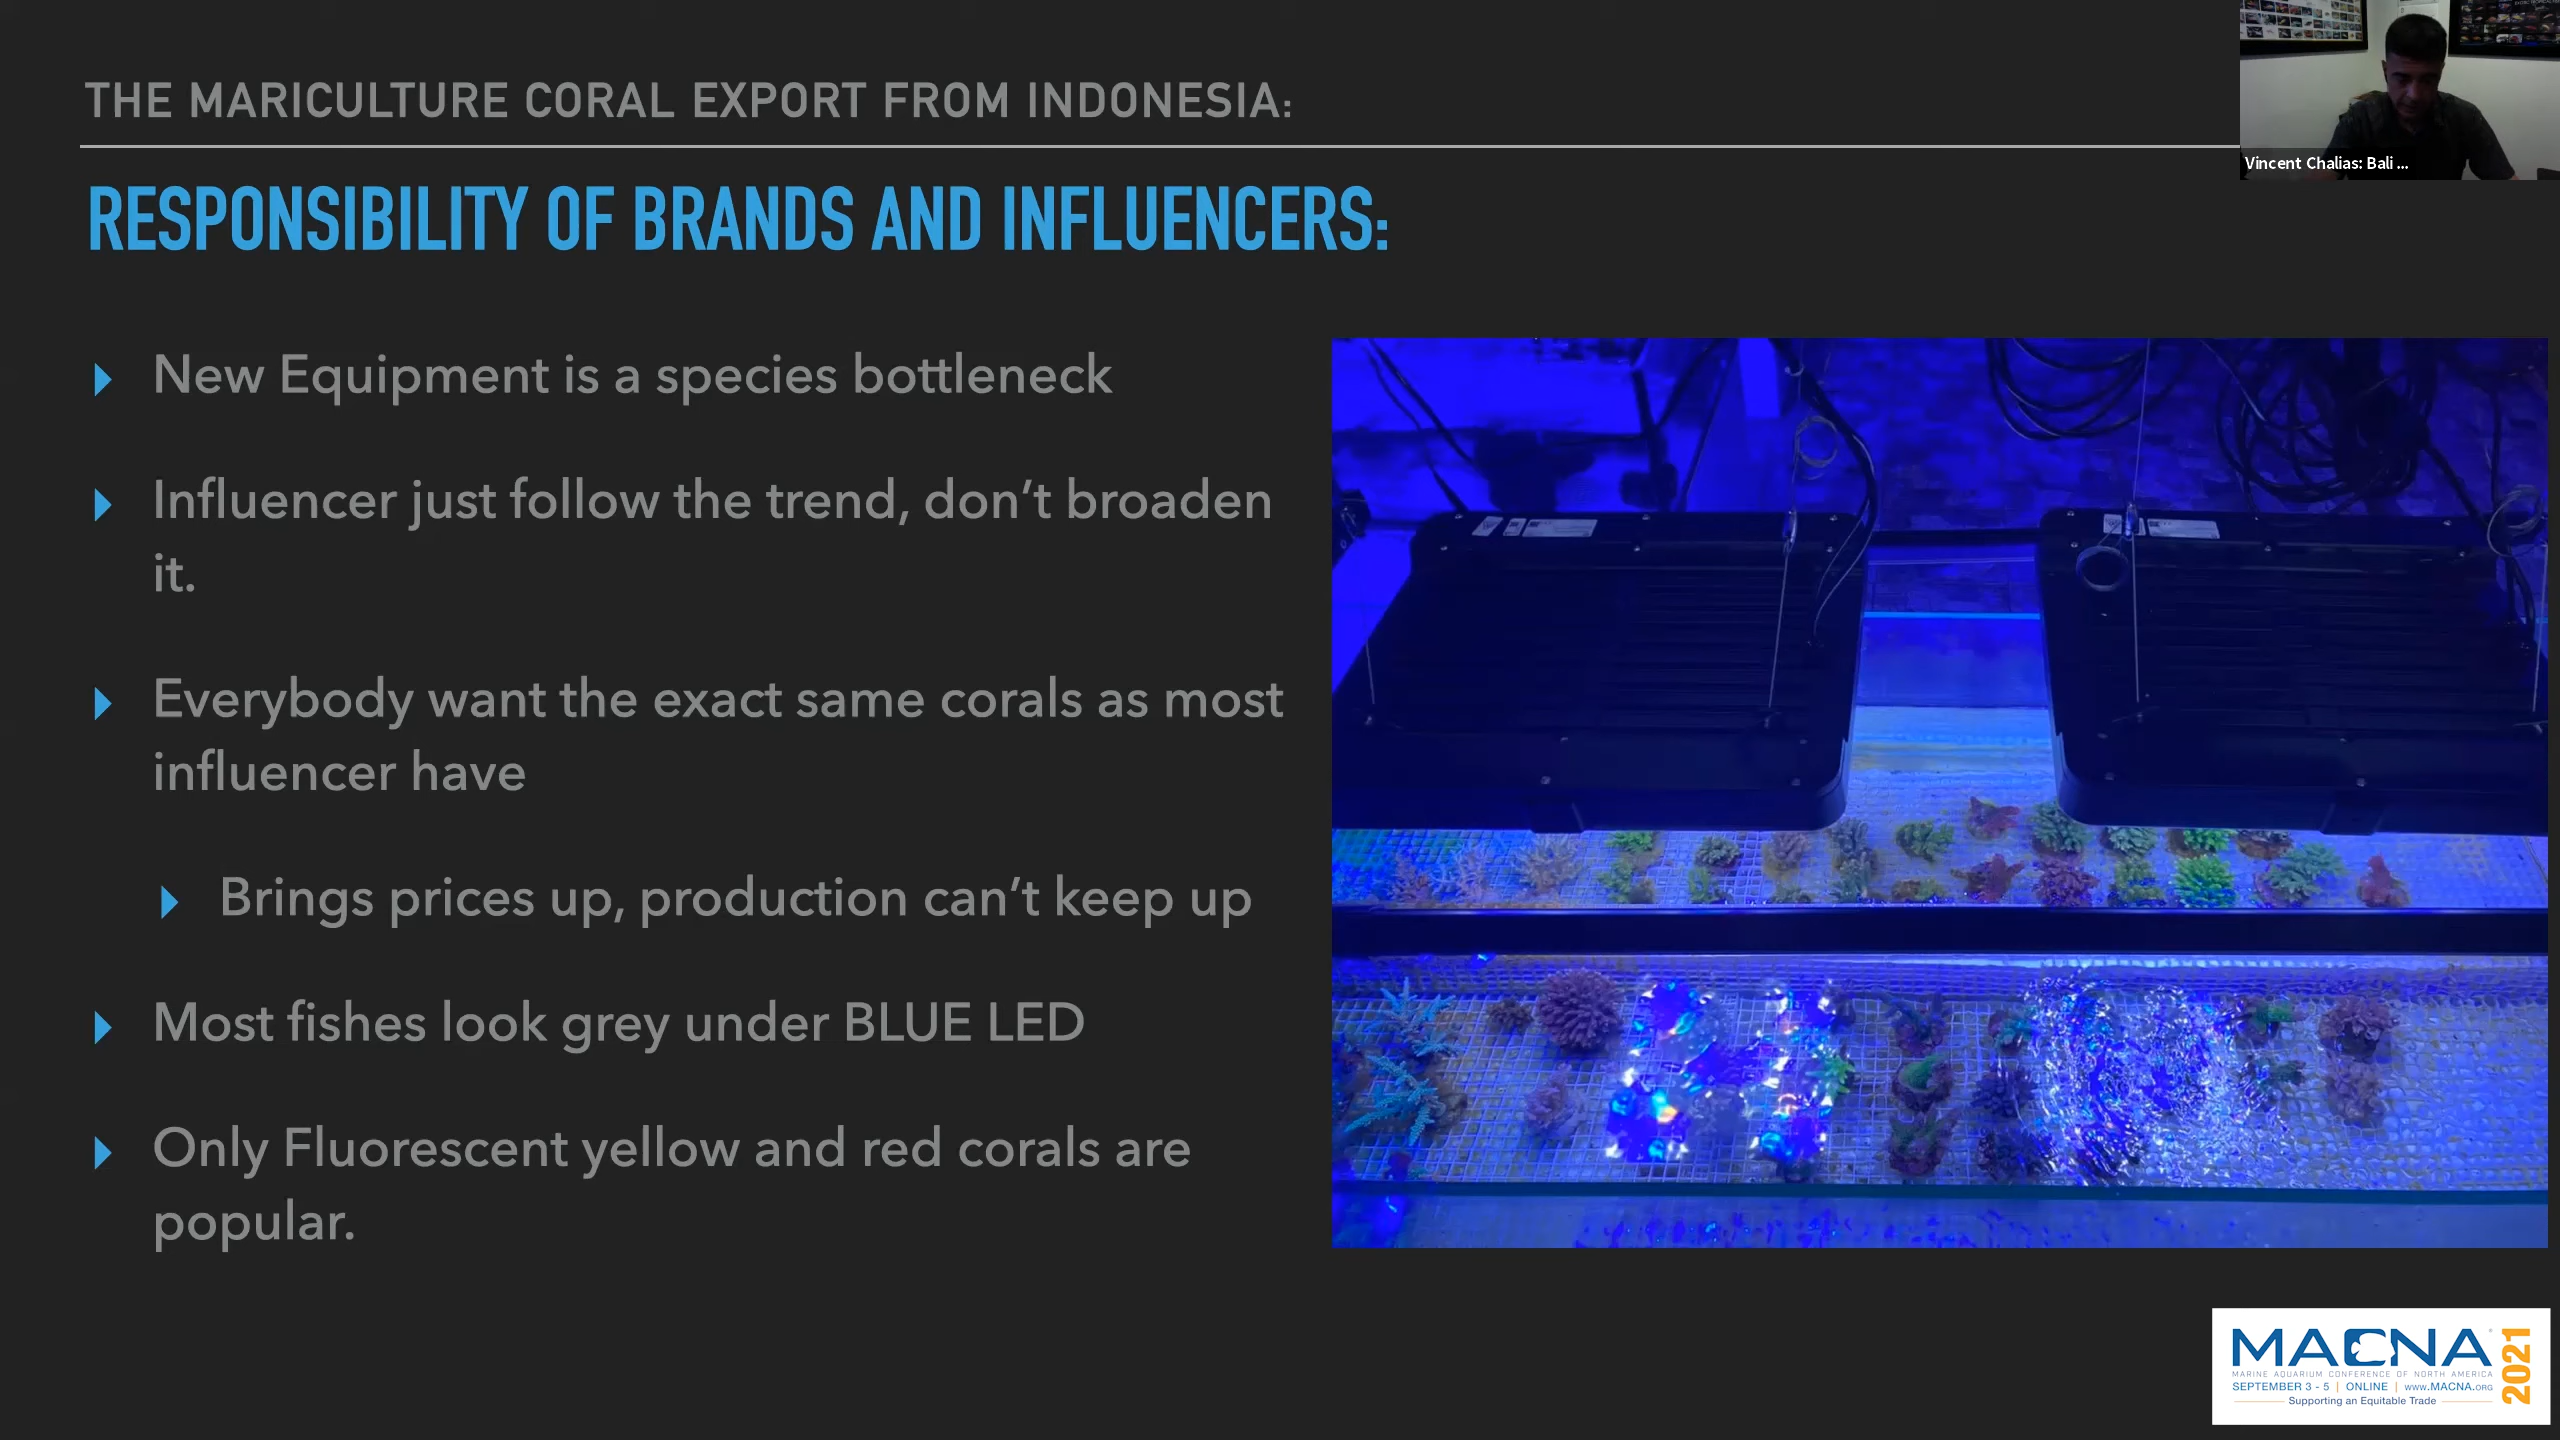 THE MARICULTURE CORAL EXPORT FROM INDONESIA:
Vincent Chalias: Bali ...
RESPONSIBILITY OF BRANDS AND INFLUENCERS:
New Equipment is a species bottleneck
Influencer just follow the trend, don’t broaden
it.
Everybody want the exact same corals as most
influencer have
Brings prices up, production can’t keep up
Most fishes look grey under BLUE LED
Only Fluorescent yellow and red corals are
popular.
MACNA 2021
MARINE AQUARIUM CONFERENCE OF NORTH AMERICA
SEPTEMBER 3 - 5 | ONLINE | www.MACNA.ORG
Supporting an Equitable Trade